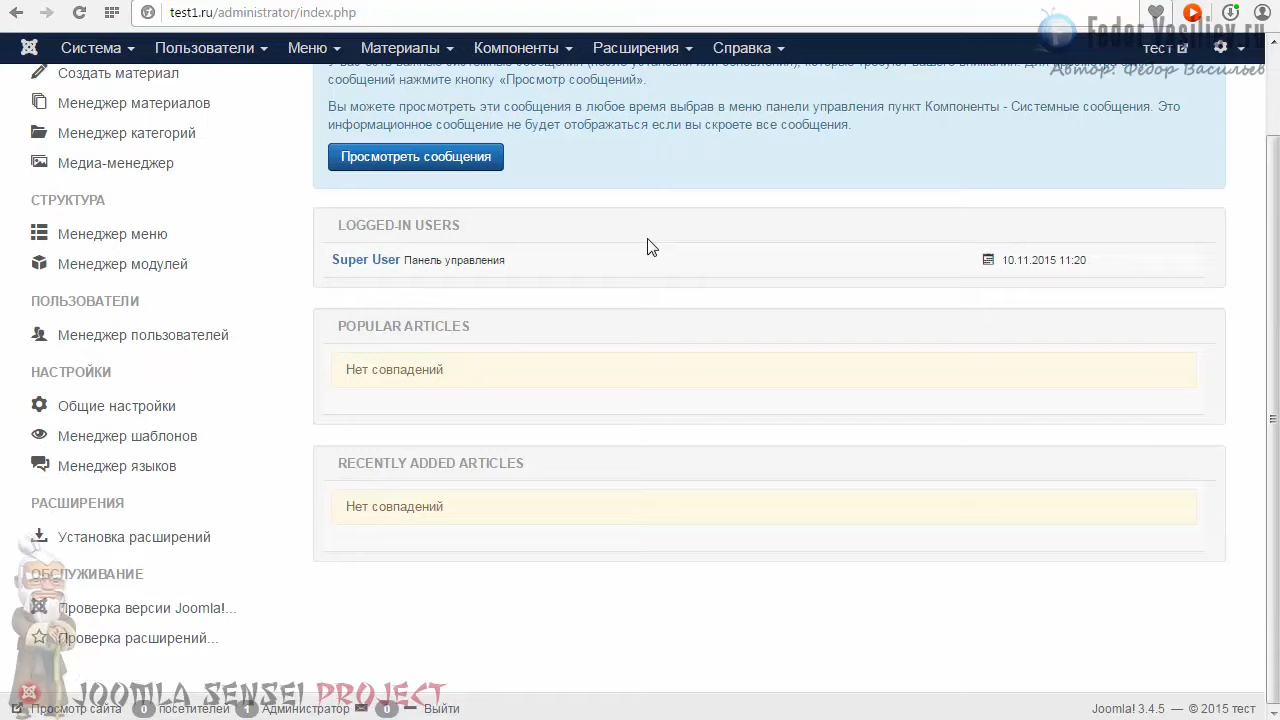 test1.ru/administrator/index.php
Fedor Vasiliev.ru
Автор: Фёдор Васильев
Система Пользователи Меню Материалы Компоненты Расширения Справка тест
Создать материал
Менеджер материалов
Менеджер категорий
Медиа-менеджер
СТРУКТУРА
Менеджер меню
Менеджер модулей
ПОЛЬЗОВАТЕЛИ
Менеджер пользователей
НАСТРОЙКИ
Общие настройки
Менеджер шаблонов
Менеджер языков
РАСШИРЕНИЯ
Установка расширений
ОБСЛУЖИВАНИЕ
Проверка версии Joomla!...
Проверка расширений...
сообщений нажмите кнопку «Просмотр сообщений».
Вы можете просмотреть эти сообщения в любое время выбрав в меню панели управления пункт Компоненты - Системные сообщения. Это
информационное сообщение не будет отображаться если вы скроете все сообщения.
Просмотреть сообщения
LOGGED-IN USERS
Super User Панель управления 10.11.2015 11:20
POPULAR ARTICLES
Нет совпадений
RECENTLY ADDED ARTICLES
Нет совпадений
JOOMLA SENSEI PROJECT
Просмотр сайта 0 посетителей 1 Администратор 0 Выйти Joomla! 3.4.5 — © 2015 тест